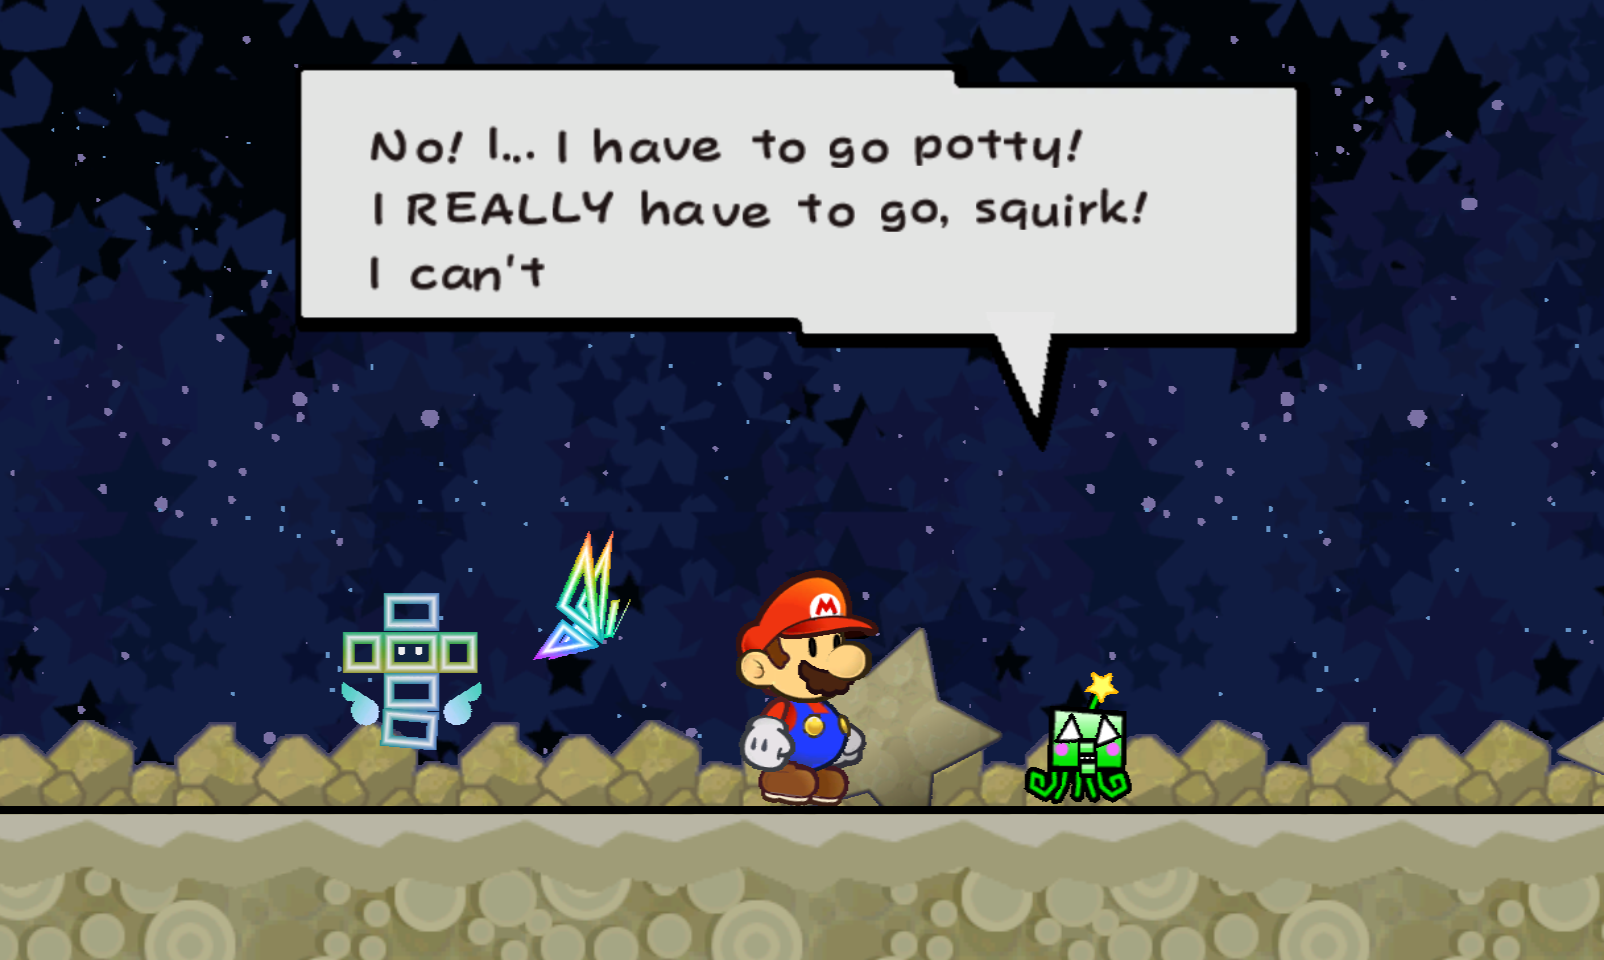 No! I... I have to go potty!
I REALLY have to go, squirk!
I can't
M